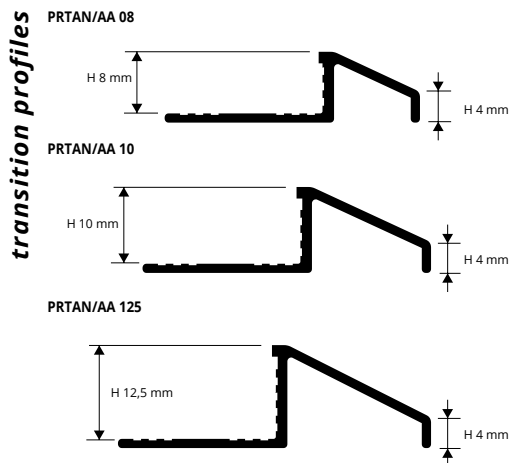 transition profiles
PRTAN/AA 08
H 8 mm
H 4 mm
PRTAN/AA 10
H 10 mm
H 4 mm
PRTAN/AA 125
H 12,5 mm
H 4 mm